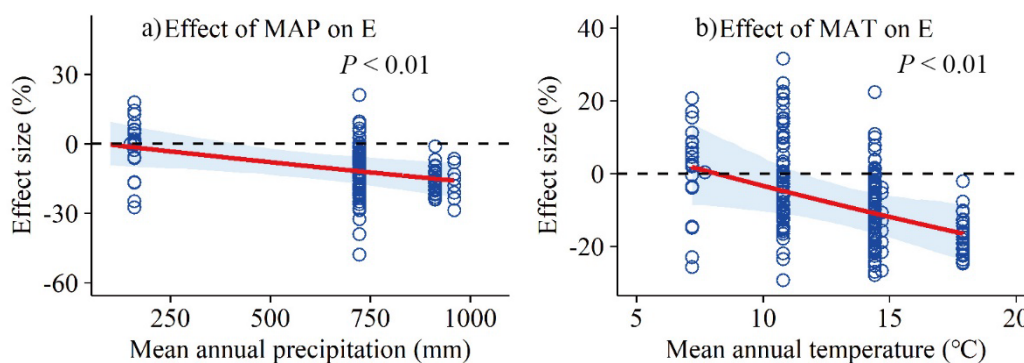 a) Effect of MAP on E
P < 0.01
Effect size (%)
30
0
-30
-60
250
500
750
1000
Mean annual precipitation (mm)
b) Effect of MAT on E
P < 0.01
Effect size (%)
40
20
0
-20
5
10
15
20
Mean annual temperature (℃)